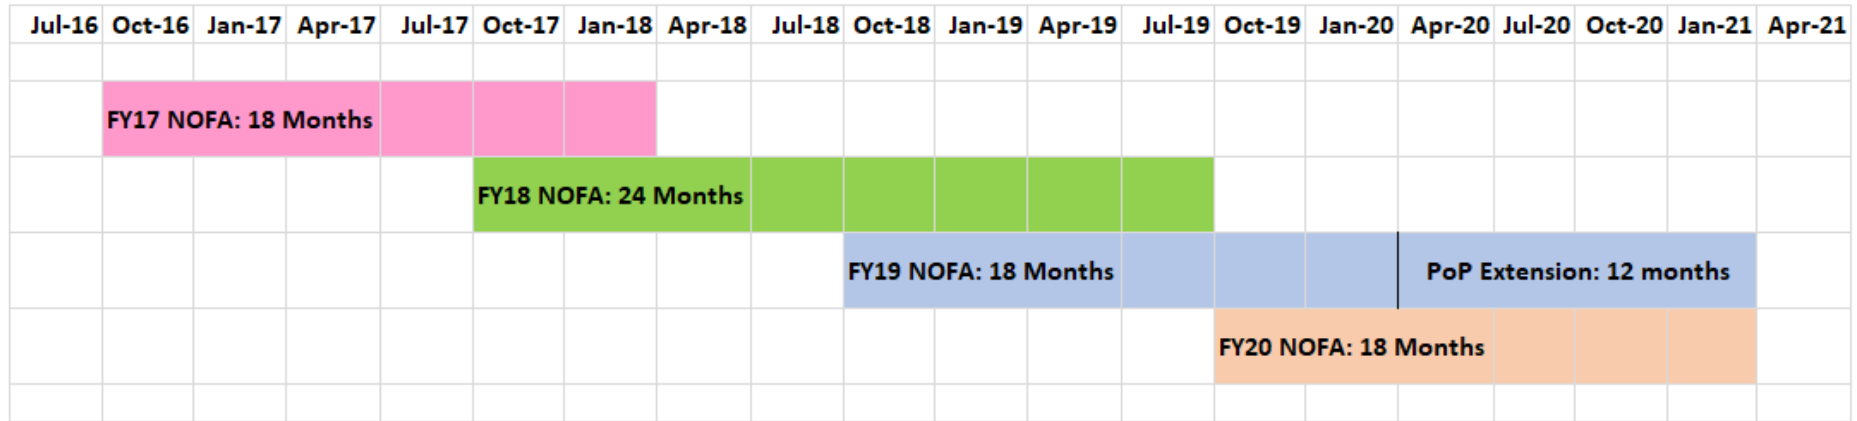 Jul-16 Oct-16 Jan-17 Apr-17 Jul-17 Oct-17 Jan-18 Apr-18 Jul-18 Oct-18 Jan-19 Apr-19 Jul-19 Oct-19 Jan-20 Apr-20 Jul-20 Oct-20 Jan-21 Apr-21
FY17 NOFA: 18 Months
FY18 NOFA: 24 Months
FY19 NOFA: 18 Months PoP Extension: 12 months
FY20 NOFA: 18 Months